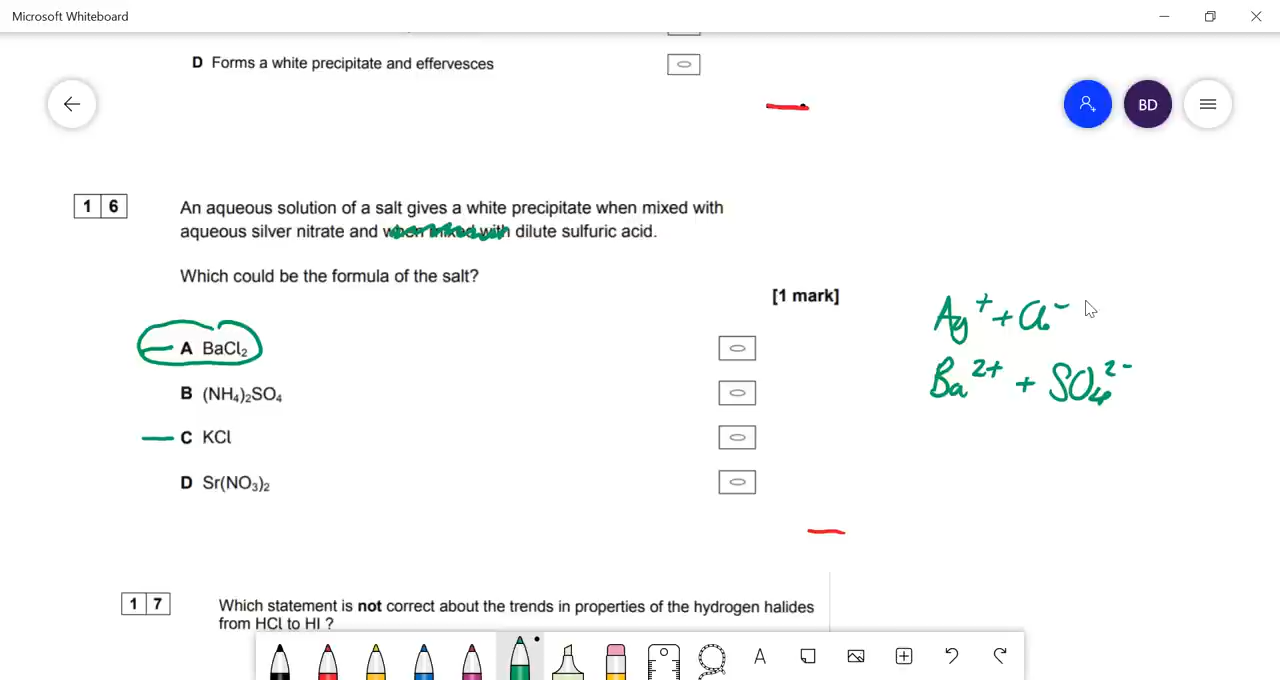 Microsoft Whiteboard
D Forms a white precipitate and effervesces
BD
1 6
An aqueous solution of a salt gives a white precipitate when mixed with
aqueous silver nitrate and when mixed with dilute sulfuric acid.
Which could be the formula of the salt?
[1 mark]
A BaCl₂
B (NH₄)₂SO₄
C KCl
D Sr(NO₃)₂
Ag⁺ + Cl⁻
Ba²⁺ + SO₄²⁻
1 7
Which statement is not correct about the trends in properties of the hydrogen halides
from HCl to HI ?
A